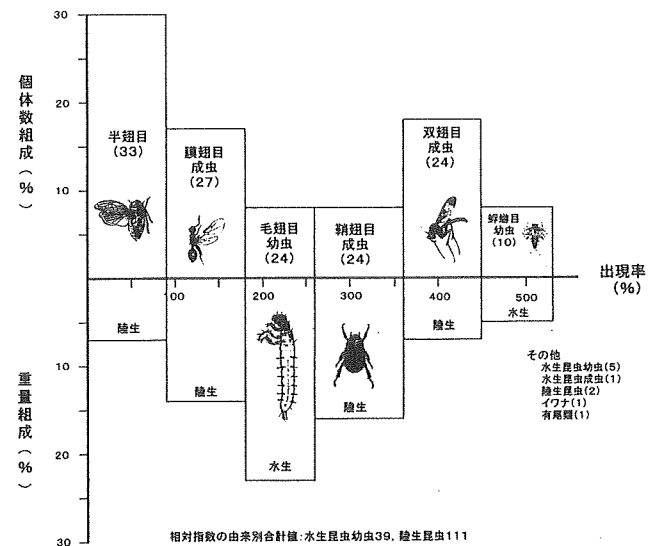 個体数組成(%)
重量組成(%)
30
20
10
10
20
30
半翅目
(33)
膜翅目
成虫
(27)
毛翅目
幼虫
(24)
鞘翅目
成虫
(24)
双翅目
成虫
(24)
蜉蝣目
幼虫
(10)
100
200
300
400
500
出現率
(%)
陸生
陸生
水生
陸生
陸生
水生
その他
水生昆虫幼虫(5)
水生昆虫成虫(1)
陸生昆虫(2)
イワナ(1)
有尾類(1)
相対指数の由来別合計値:水生昆虫幼虫39, 陸生昆虫111